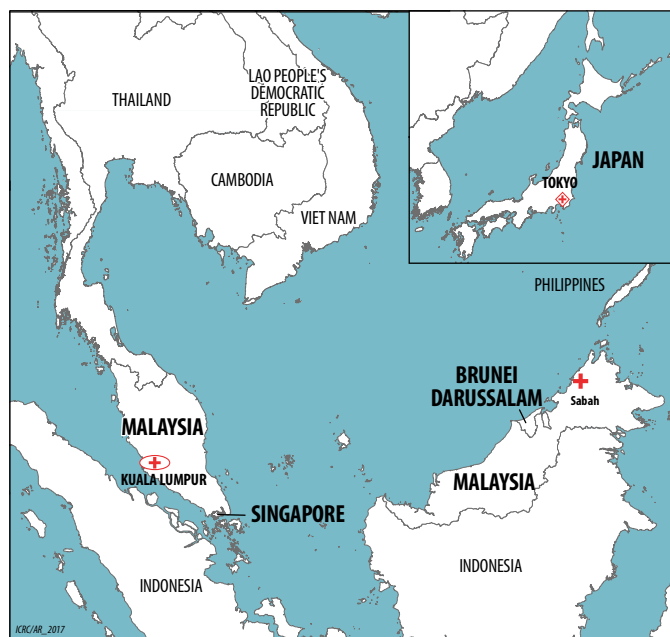 LAO PEOPLE'S
DEMOCRATIC
REPUBLIC
THAILAND
JAPAN
CAMBODIA
TOKYO
VIET NAM
PHILIPPINES
BRUNEI
DARUSSALAM
Sabah
MALAYSIA
KUALA LUMPUR
MALAYSIA
SINGAPORE
INDONESIA
INDONESIA
ICRC/AR_2017